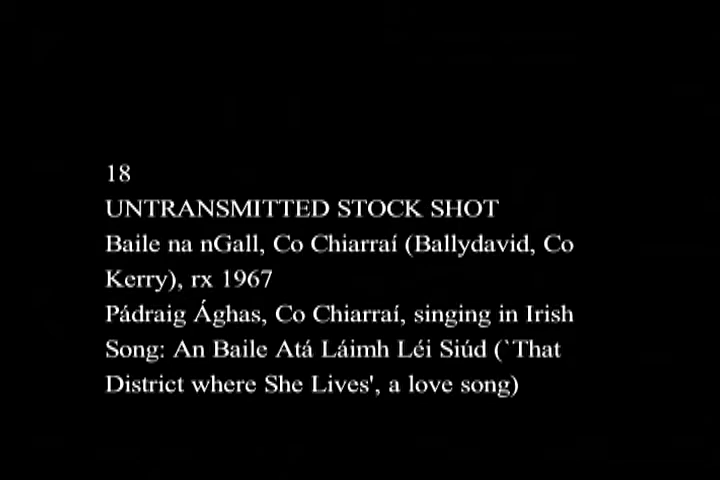 18
UNTRANSMITTED STOCK SHOT
Baile na nGall, Co Chiarraí (Ballydavid, Co
Kerry), rx 1967
Pádraig Ághas, Co Chiarraí, singing in Irish
Song: An Baile Atá Láimh Léi Siúd (`That
District where She Lives', a love song)